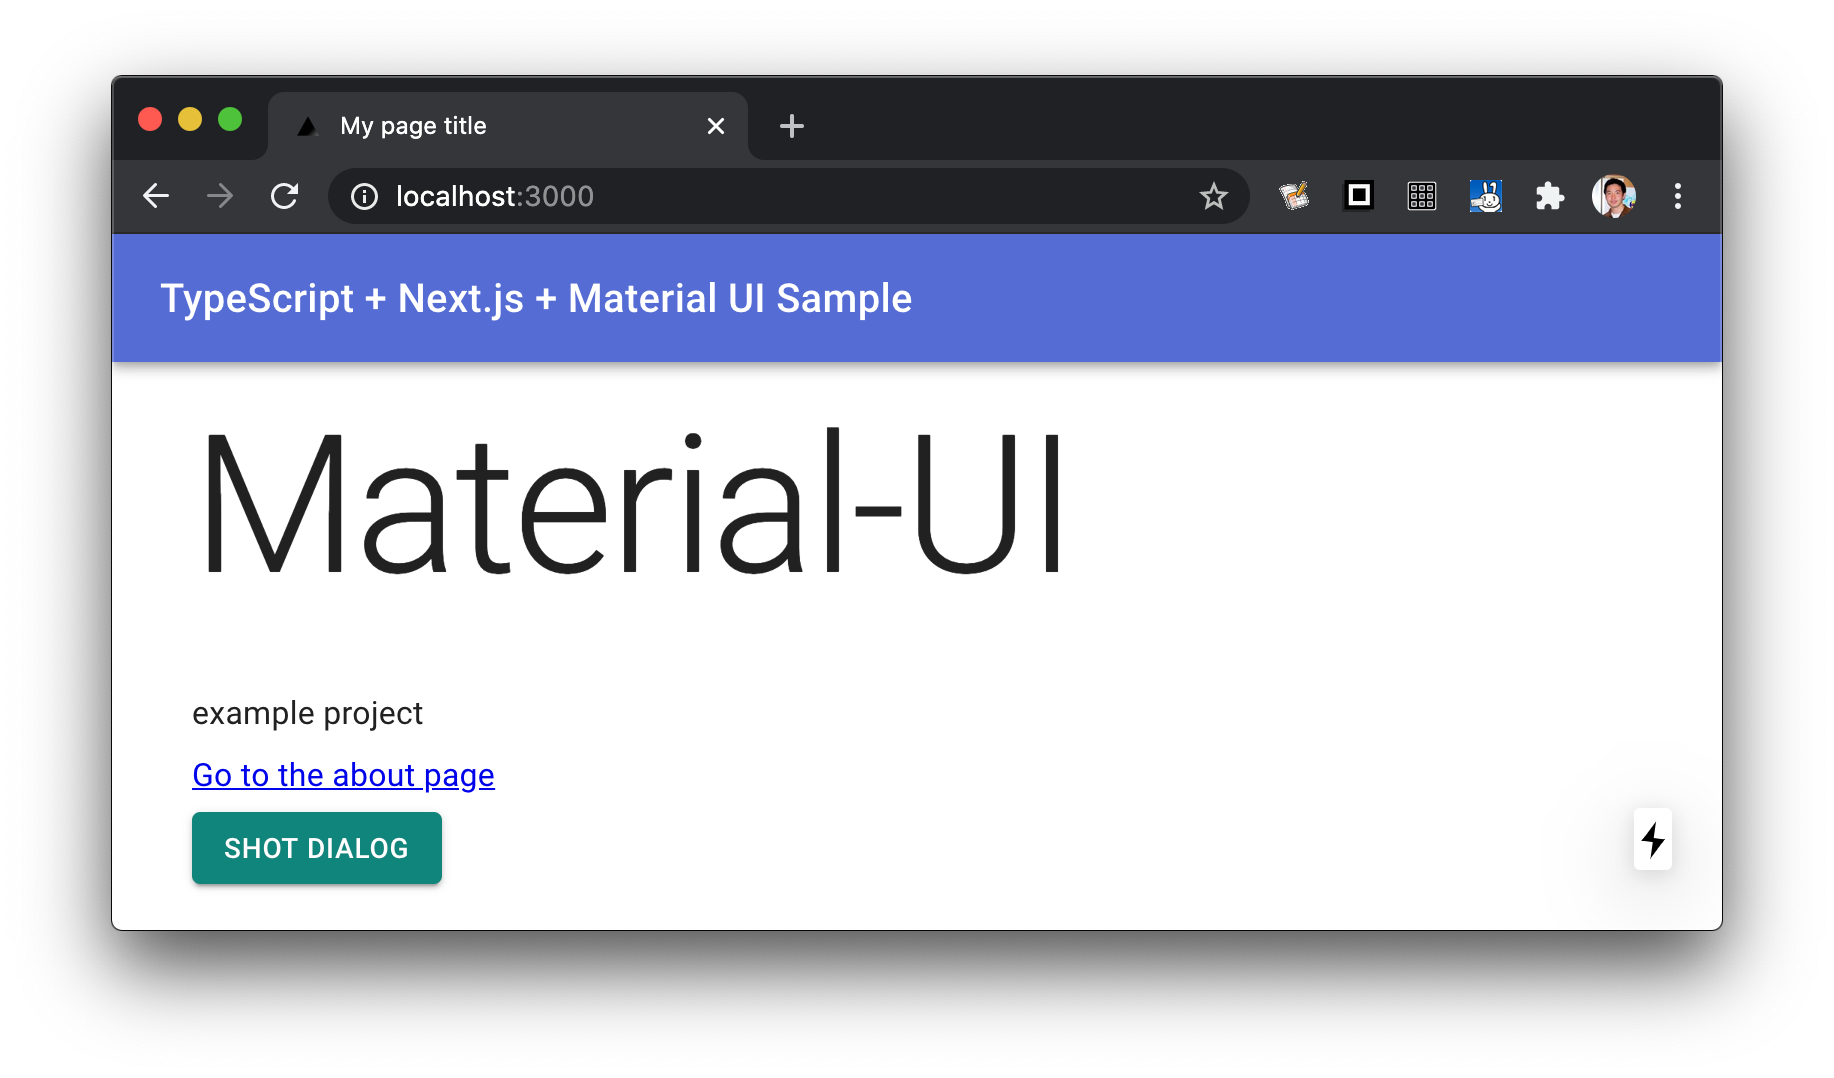 My page title
localhost:3000
TypeScript + Next.js + Material UI Sample
Material-UI
example project
Go to the about page
SHOT DIALOG